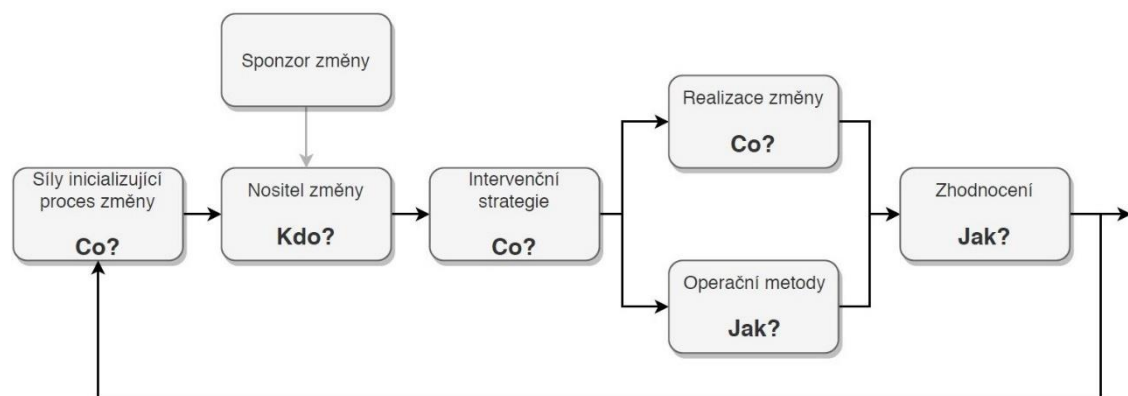 Sponzor změny
Síly inicializující
proces změny
Co?
Nositel změny
Kdo?
Intervenční
strategie
Co?
Realizace změny
Co?
Operační metody
Jak?
Zhodnocení
Jak?